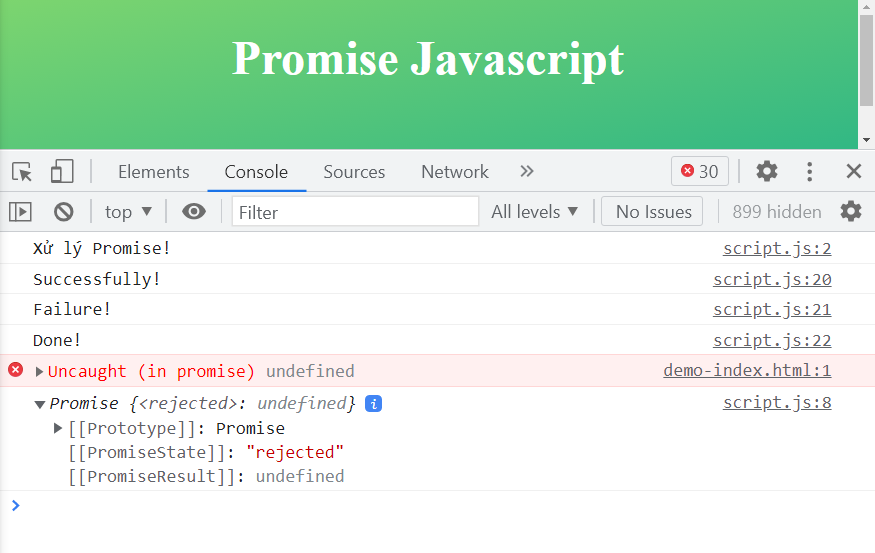 Promise Javascript
Elements Console Sources Network 30
top Filter All levels No Issues 899 hidden
Xử lý Promise! script.js:2
Successfully! script.js:20
Failure! script.js:21
Done! script.js:22
Uncaught (in promise) undefined demo-index.html:1
Promise {<rejected>: undefined} i script.js:8
[[Prototype]]: Promise
[[PromiseState]]: "rejected"
[[PromiseResult]]: undefined